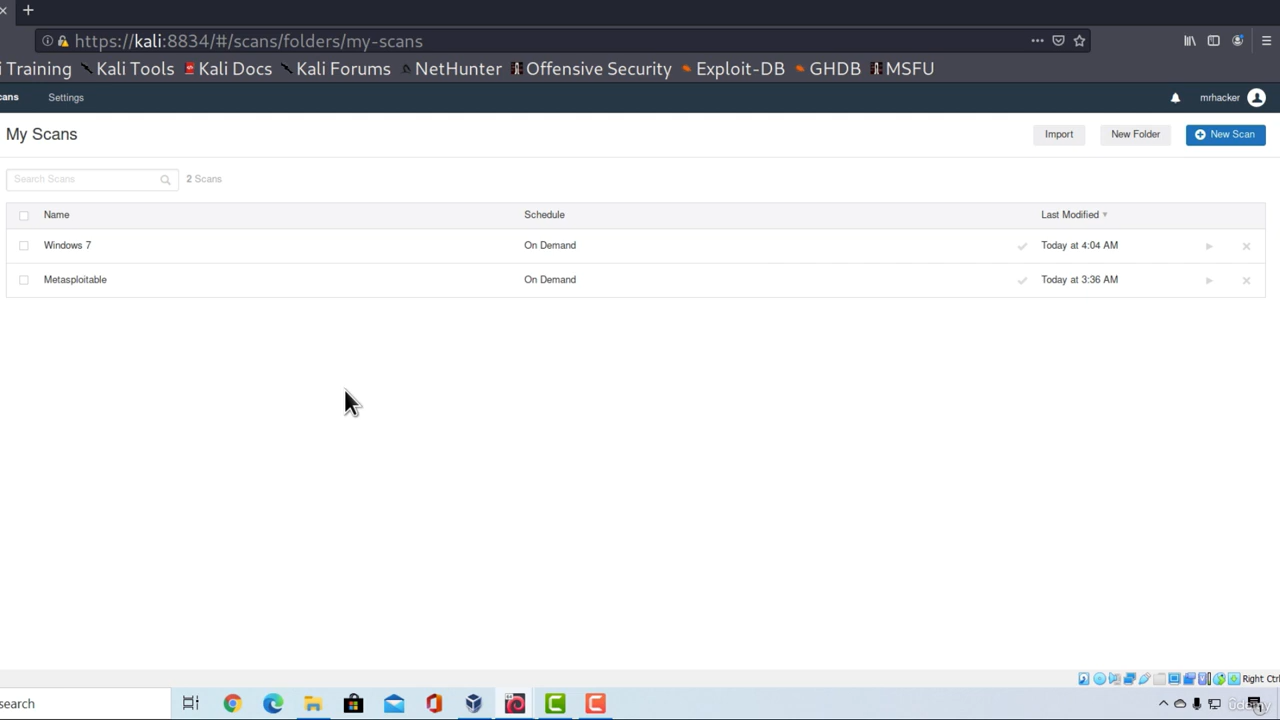 https://kali:8834/#/scans/folders/my-scans
i Training Kali Tools Kali Docs Kali Forums NetHunter Offensive Security Exploit-DB GHDB MSFU
cans Settings mrhacker
My Scans Import New Folder New Scan
Search Scans 2 Scans
Name Schedule Last Modified
Windows 7 On Demand Today at 4:04 AM
Metasploitable On Demand Today at 3:36 AM
Right Ctrl
search Udemy